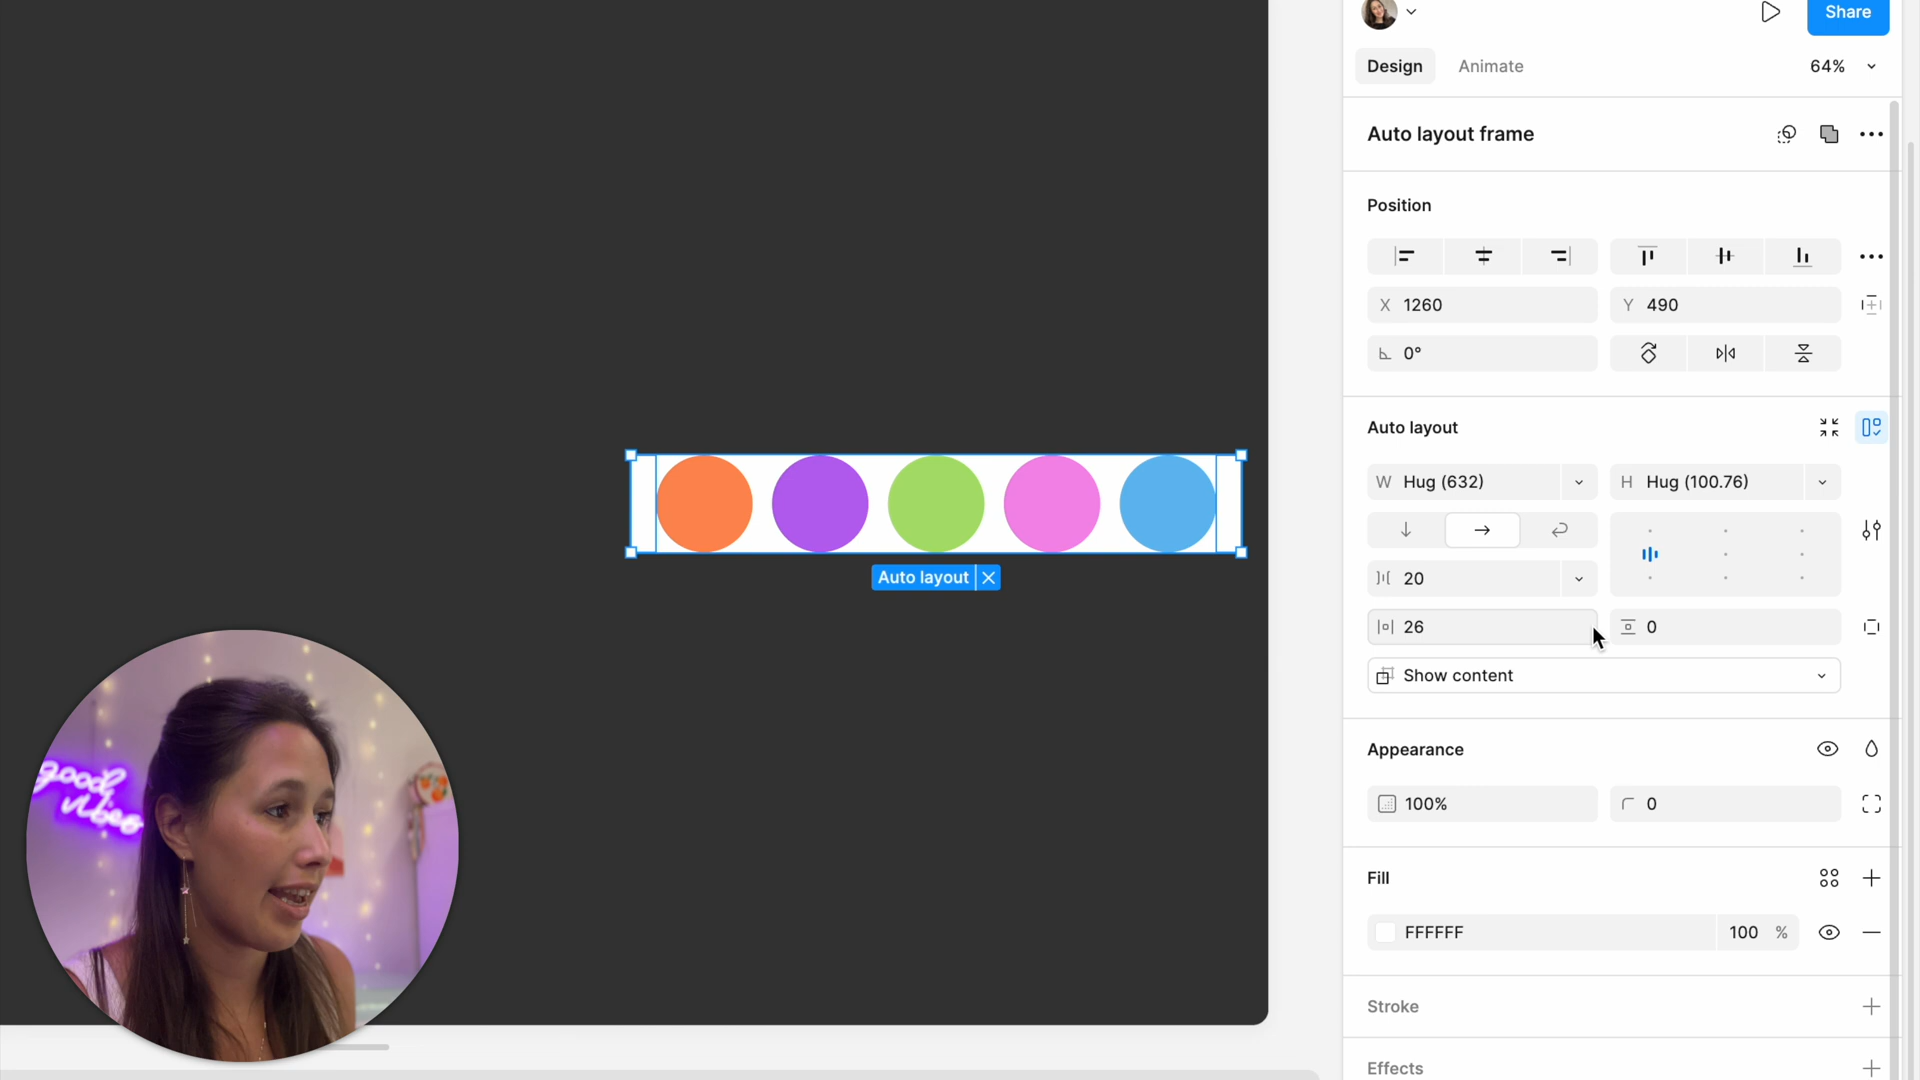 Share
Design Animate 64%
Auto layout frame
Position
X 1260 Y 490
0°
Auto layout
W Hug (632) H Hug (100.76)
20
26 0
Show content
Auto layout
Appearance
100% 0
Fill
FFFFFF 100 %
Stroke
Effects
good
vibes